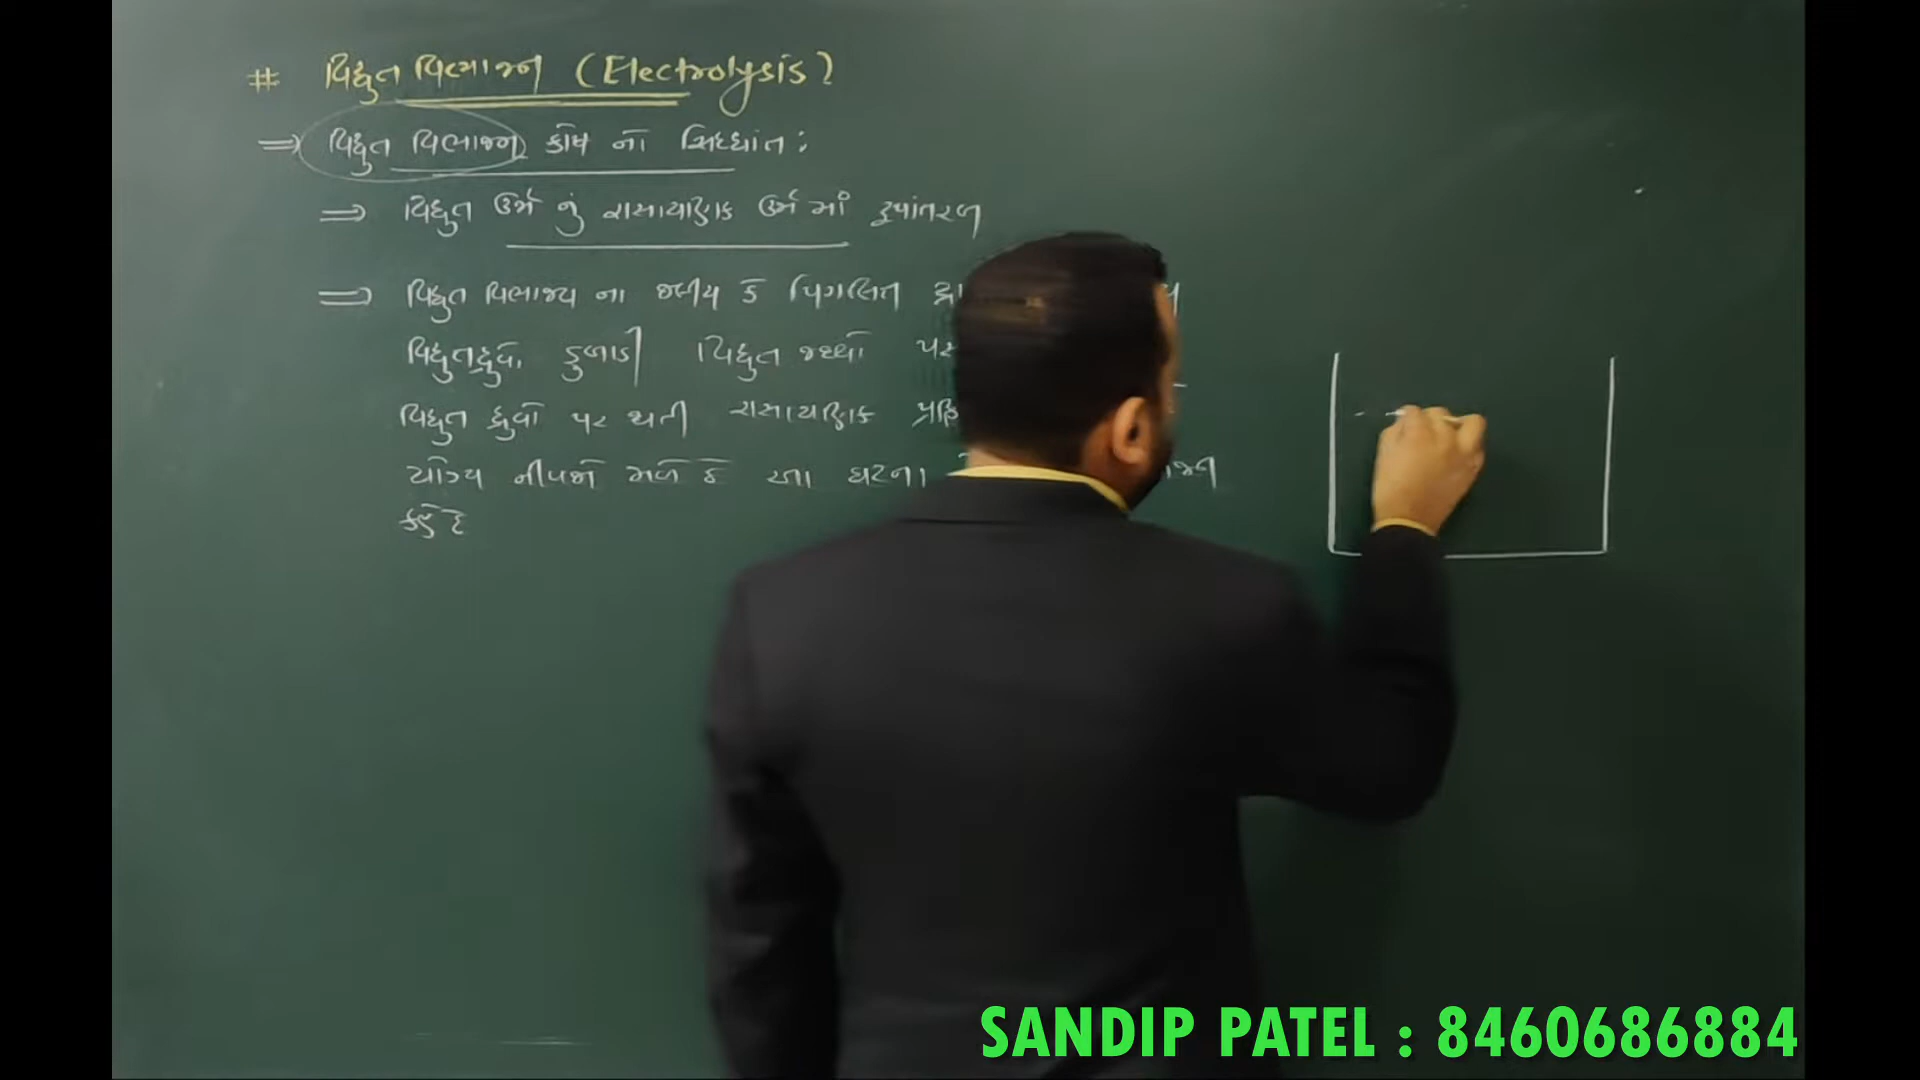 # વિદ્યુત વિભાજન (Electrolysis)
⇒ વિદ્યુત વિભાજન કોષ નો સિધ્ધાંત :
⇒ વિદ્યુત ઉર્જા નું રાસાયણિક ઉર્જા માં રૂપાંતરણ
⇒ વિદ્યુત વિભાજ્ય ના જલીય કે પિગલિત
વિદ્યુતધ્રુવો ડુબાડી વિદ્યુત જથ્થો
વિદ્યુત ધ્રુવો પર થતી રાસાયણિક
યોગ્ય નીપજો મળે છે આ ઘટના
કહે છે
SANDIP PATEL : 8460686884